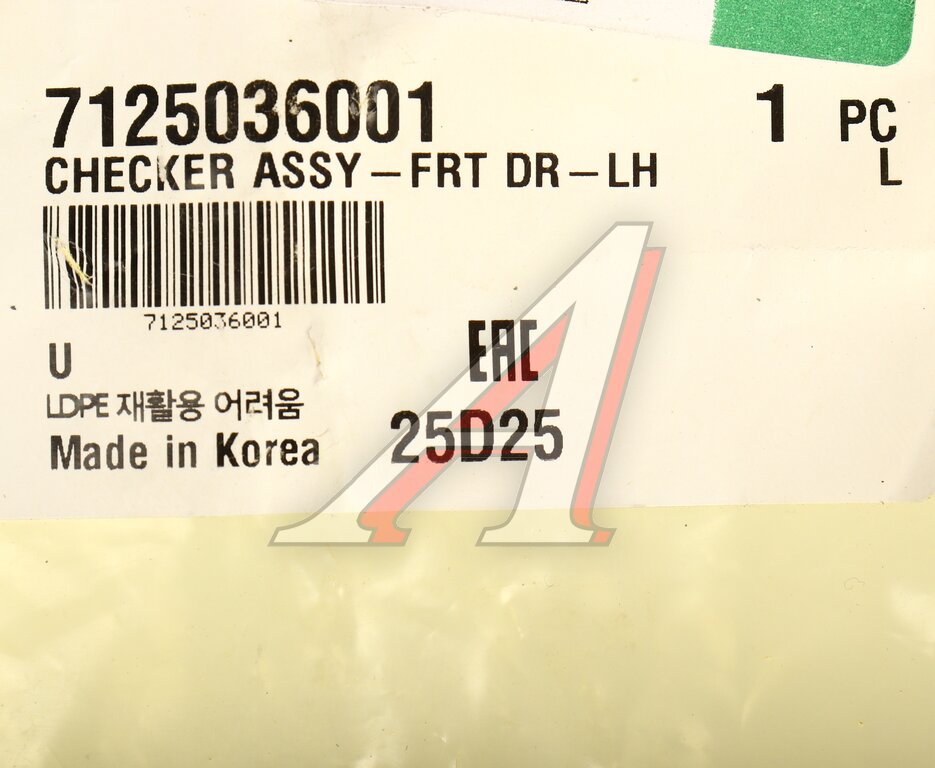 7125036001 1 PC
CHECKER ASSY-FRT DR-LH L
7125036001
U EAC
LDPE 재활용 어려움
Made in Korea 25D25